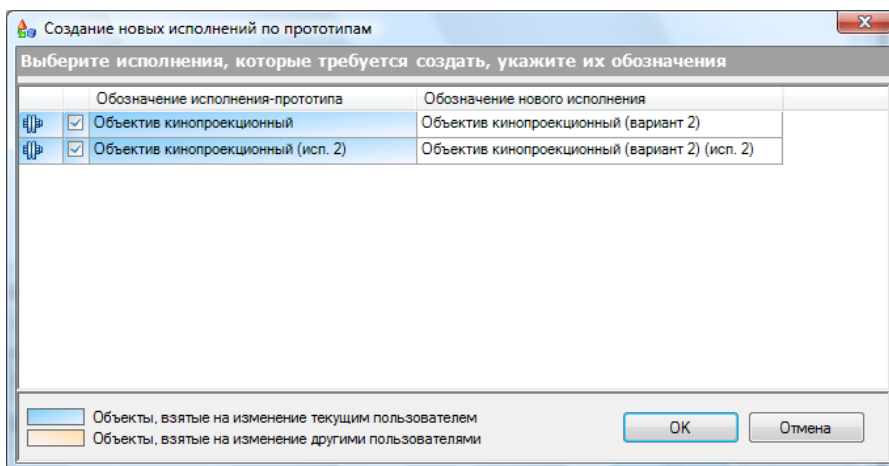 Создание новых исполнений по прототипам
Выберите исполнения, которые требуется создать, укажите их обозначения
Обозначение исполнения-прототипа Обозначение нового исполнения
Объектив кинопроекционный Объектив кинопроекционный (вариант 2)
Объектив кинопроекционный (исп. 2) Объектив кинопроекционный (вариант 2) (исп. 2)
Объекты, взятые на изменение текущим пользователем
Объекты, взятые на изменение другими пользователями
OK Отмена